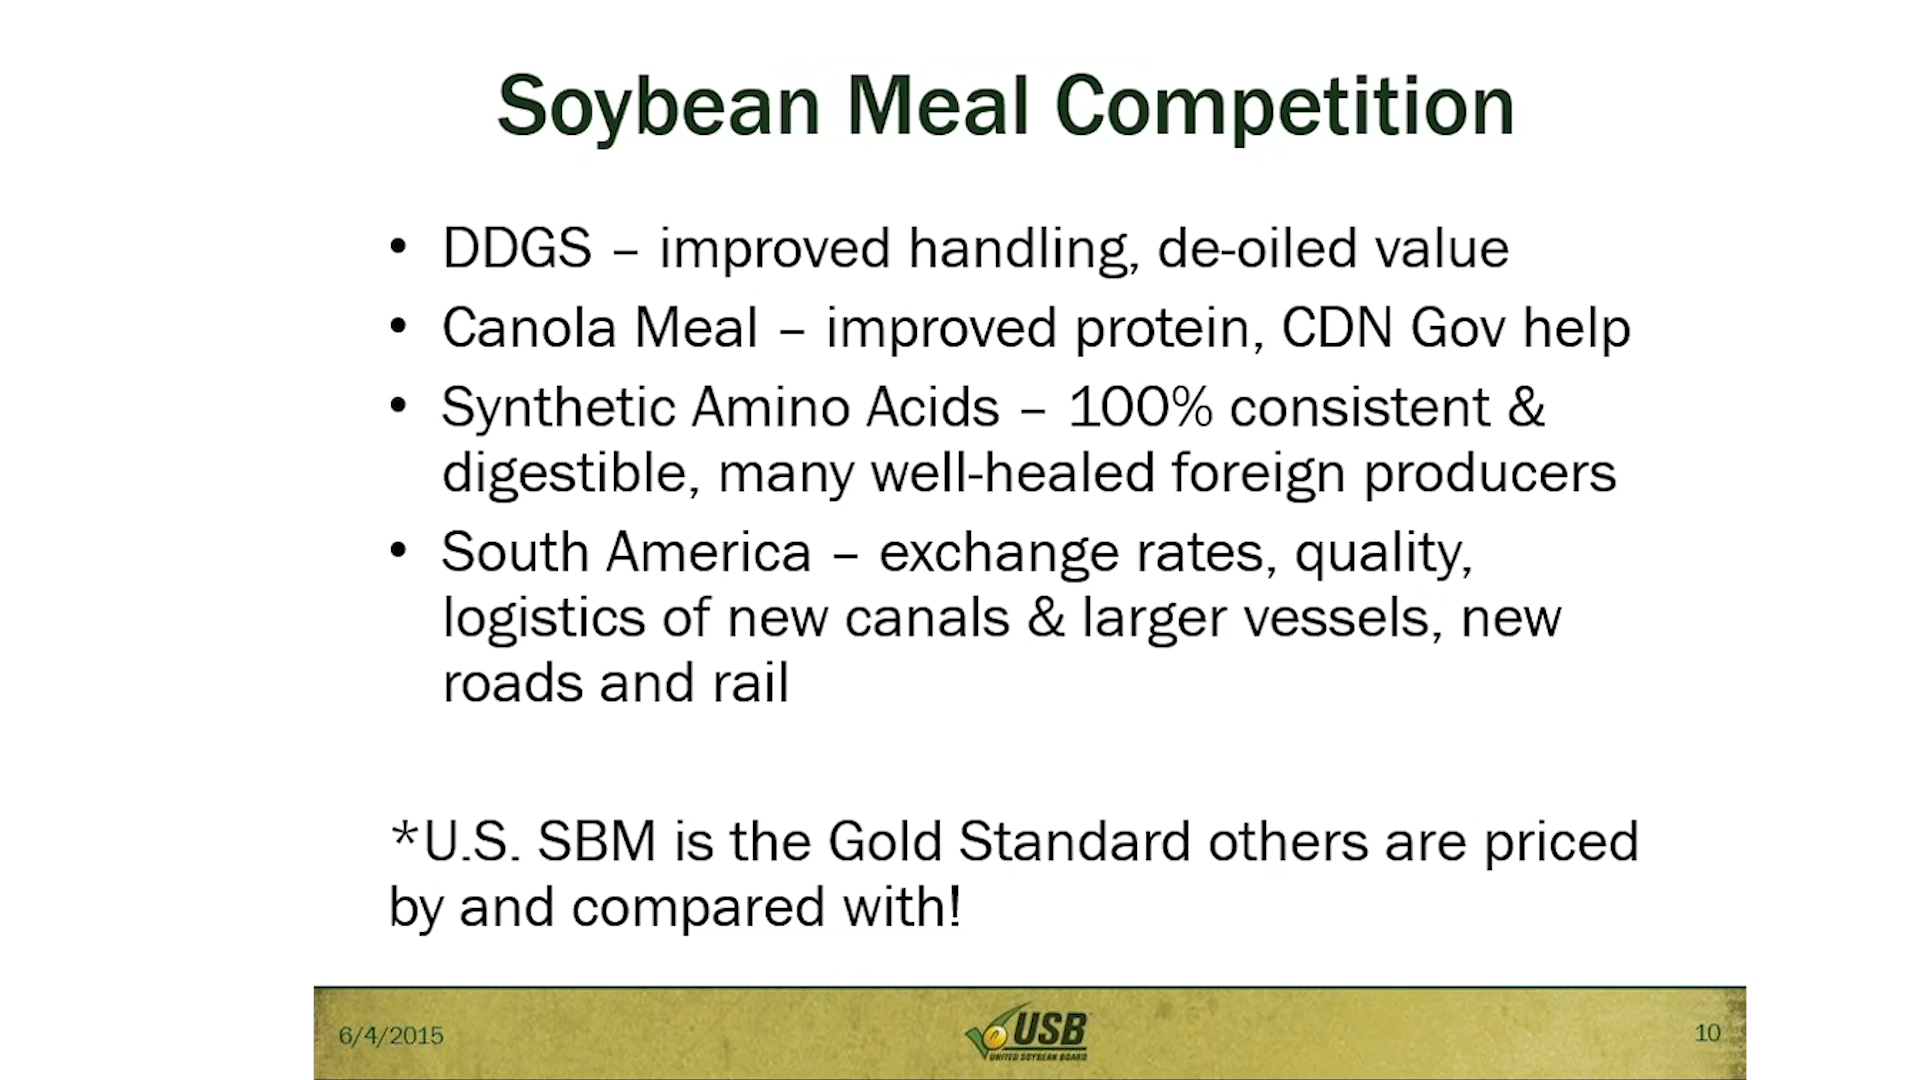 Soybean Meal Competition
• DDGS – improved handling, de-oiled value
• Canola Meal – improved protein, CDN Gov help
• Synthetic Amino Acids – 100% consistent &
digestible, many well-healed foreign producers
• South America – exchange rates, quality,
logistics of new canals & larger vessels, new
roads and rail
*U.S. SBM is the Gold Standard others are priced
by and compared with!
6/4/2015
USB
UNITED SOYBEAN BOARD
10